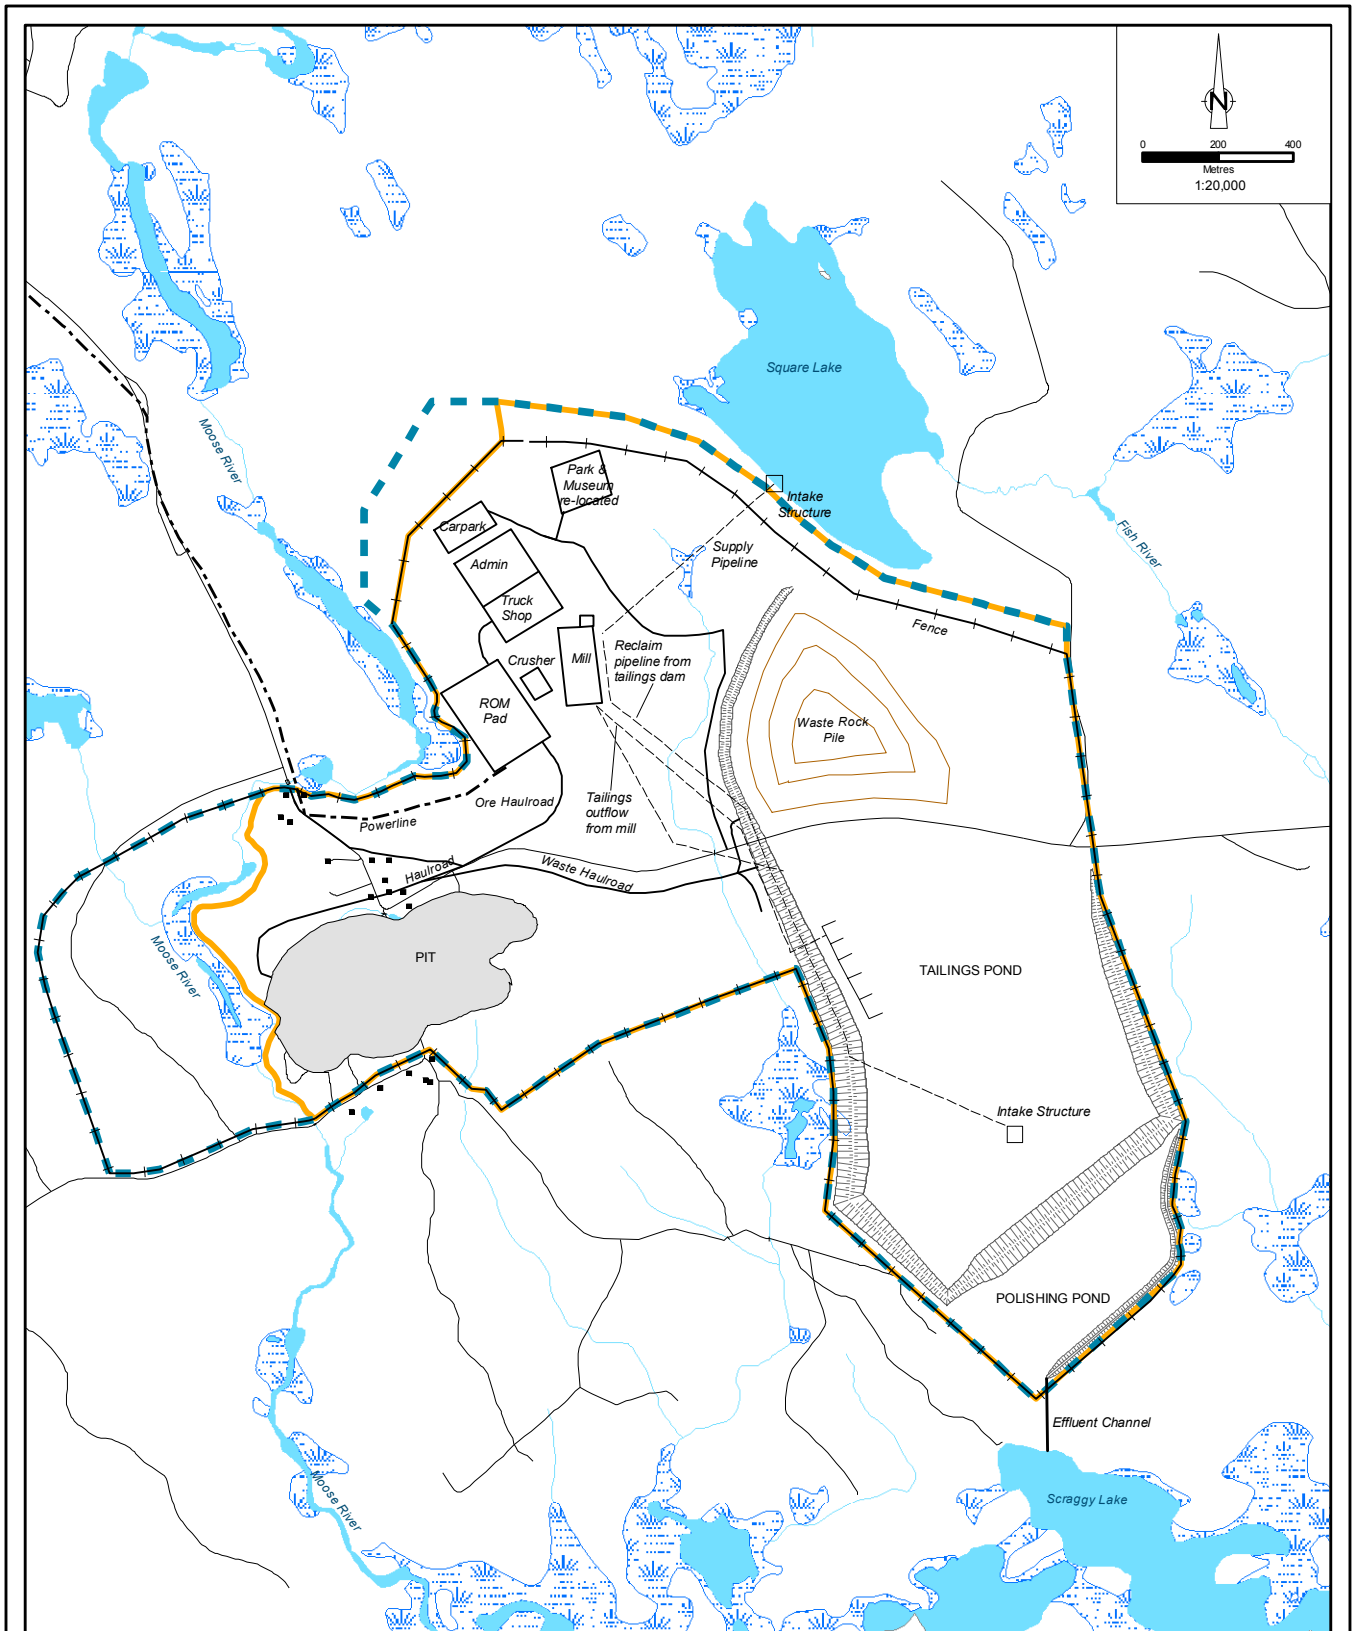 N
0 200 400
Metres
1:20,000
Square Lake
Moose River
Park &
Museum
re-located
Intake
Structure
Carpark
Fish River
Supply
Pipeline
Admin
Truck
Shop
Fence
Reclaim
pipeline from
tailings dam
Crusher
Mill
ROM
Pad
Waste Rock
Pile
Tailings
outflow
from mill
Ore Haulroad
Powerline
Haulroad
Waste Haulroad
PIT
Moose River
TAILINGS POND
Intake Structure
POLISHING POND
Effluent Channel
Moose River
Scraggy Lake